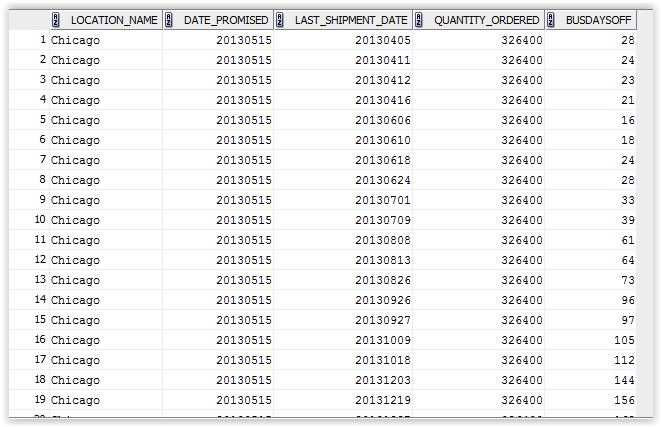 LOCATION_NAME DATE_PROMISED LAST_SHIPMENT_DATE QUANTITY_ORDERED BUSDAYSOFF
1 Chicago 20130515 20130405 326400 28
2 Chicago 20130515 20130411 326400 24
3 Chicago 20130515 20130412 326400 23
4 Chicago 20130515 20130416 326400 21
5 Chicago 20130515 20130606 326400 16
6 Chicago 20130515 20130610 326400 18
7 Chicago 20130515 20130618 326400 24
8 Chicago 20130515 20130624 326400 28
9 Chicago 20130515 20130701 326400 33
10 Chicago 20130515 20130709 326400 39
11 Chicago 20130515 20130808 326400 61
12 Chicago 20130515 20130813 326400 64
13 Chicago 20130515 20130826 326400 73
14 Chicago 20130515 20130926 326400 96
15 Chicago 20130515 20130927 326400 97
16 Chicago 20130515 20131009 326400 105
17 Chicago 20130515 20131018 326400 112
18 Chicago 20130515 20131203 326400 144
19 Chicago 20130515 20131219 326400 156